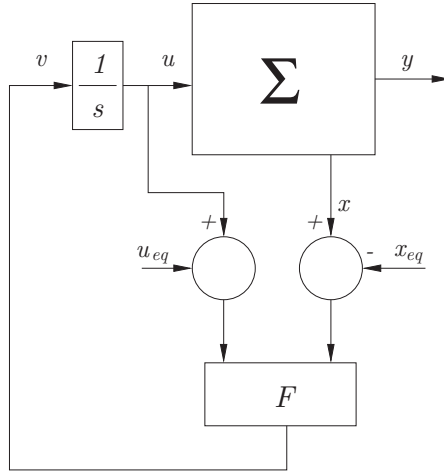 v
1
s
u
Σ
y
x
+
+
u_eq
-
x_eq
F